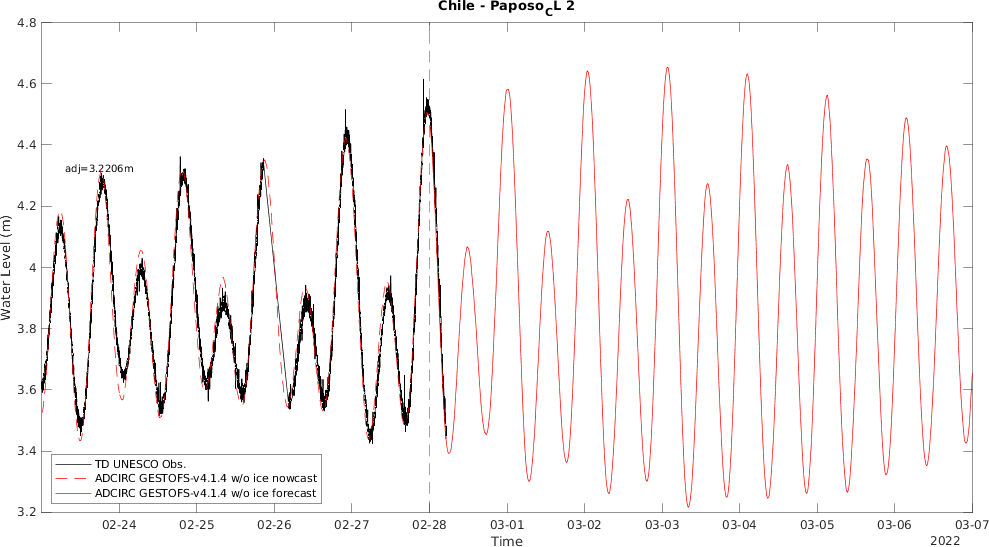 Chile - Paposo_CL 2
4.8
4.6
4.4
4.2
4
3.8
3.6
3.4
3.2
Water Level (m)
adj=3.2206m
TD UNESCO Obs.
ADCIRC GESTOFS-v4.1.4 w/o ice nowcast
ADCIRC GESTOFS-v4.1.4 w/o ice forecast
02-24 02-25 02-26 02-27 02-28 03-01 03-02 03-03 03-04 03-05 03-06 03-07
Time
2022